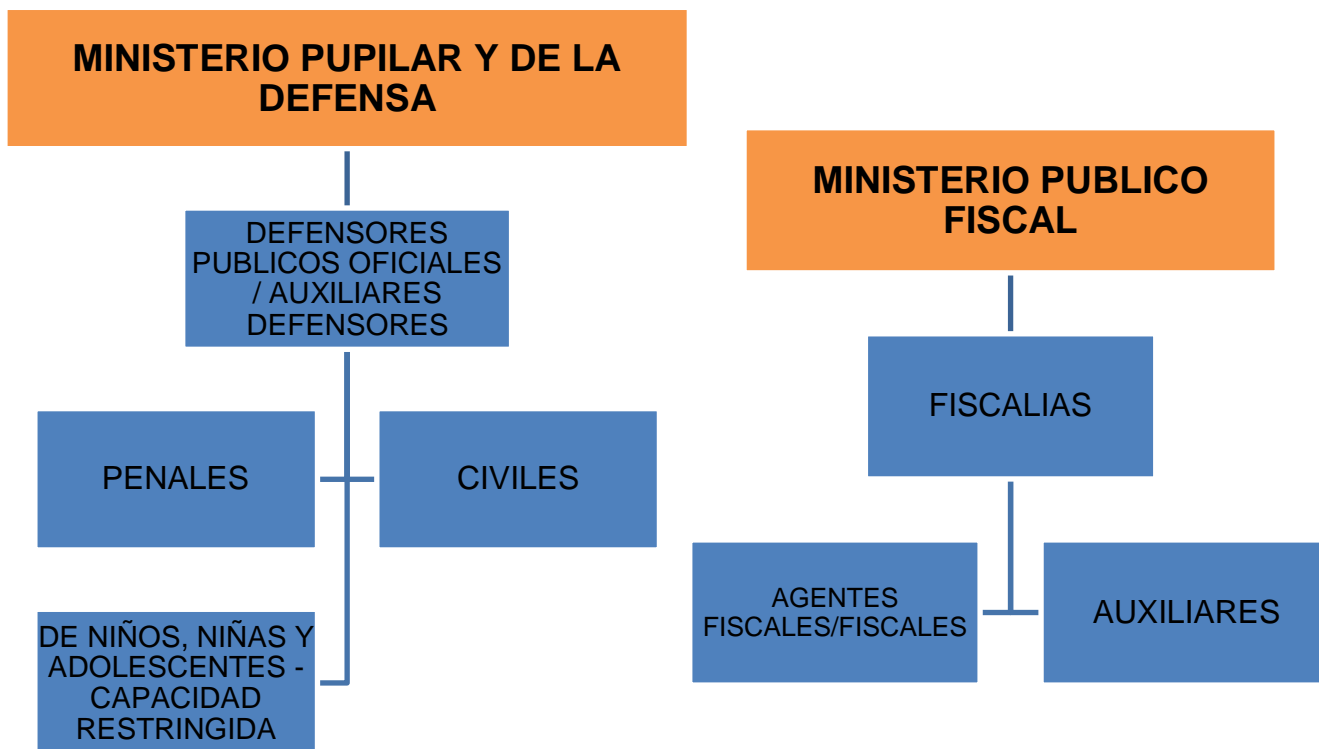 MINISTERIO PUPILAR Y DE LA
DEFENSA
DEFENSORES
PUBLICOS OFICIALES
/ AUXILIARES
DEFENSORES
PENALES
CIVILES
DE NIÑOS, NIÑAS Y
ADOLESCENTES -
CAPACIDAD
RESTRINGIDA
MINISTERIO PUBLICO
FISCAL
FISCALIAS
AGENTES
FISCALES/FISCALES
AUXILIARES